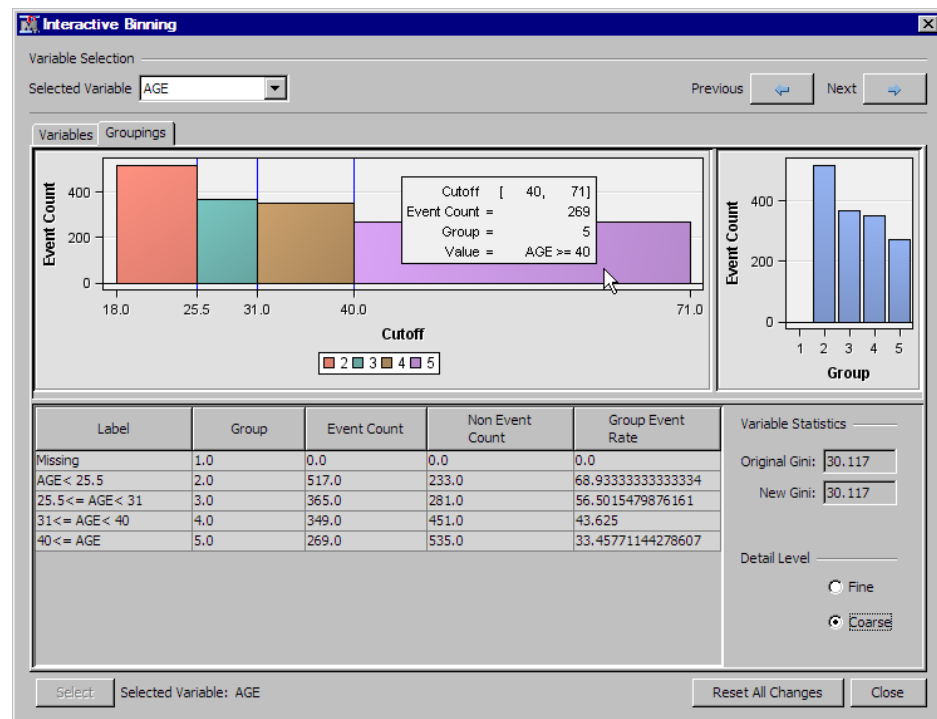 Interactive Binning
Variable Selection
Selected Variable AGE
Previous Next
Variables Groupings
Event Count
400
200
0
Cutoff [ 40, 71]
Event Count = 269
Group = 5
Value = AGE >= 40
18.0 25.5 31.0 40.0 71.0
Cutoff
2 3 4 5
Event Count
400
200
0
1 2 3 4 5
Group
Label Group Event Count Non Event Count Group Event Rate
Missing 1.0 0.0 0.0 0.0
AGE< 25.5 2.0 517.0 233.0 68.93333333333334
25.5<= AGE< 31 3.0 365.0 281.0 56.5015479876161
31<= AGE< 40 4.0 349.0 451.0 43.625
40<= AGE 5.0 269.0 535.0 33.45771144278607
Variable Statistics
Original Gini: 30.117
New Gini: 30.117
Detail Level
Fine
Coarse
Select Selected Variable: AGE Reset All Changes Close